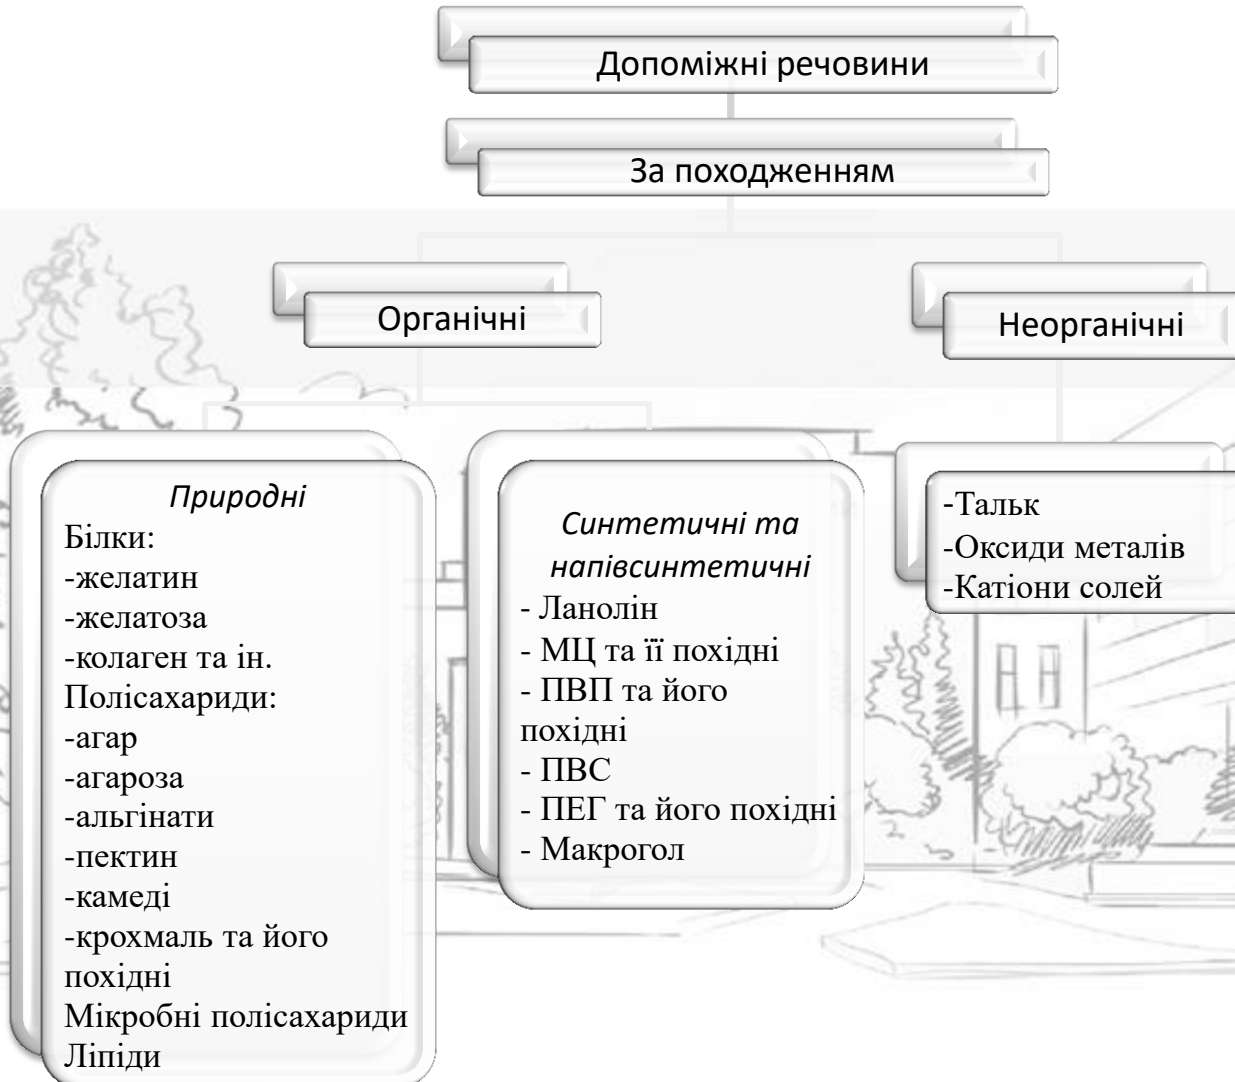 Допоміжні речовини
За походженням
Органічні
Неорганічні
Природні
Білки:
-желатин
-желатоза
-колаген та ін.
Полісахариди:
-агар
-агароза
-альгінати
-пектин
-камеді
-крохмаль та його
похідні
Мікробні полісахариди
Ліпіди
Синтетичні та
напівсинтетичні
- Ланолін
- МЦ та її похідні
- ПВП та його
похідні
- ПВС
- ПЕГ та його похідні
- Макрогол
-Тальк
-Оксиди металів
-Катіони солей